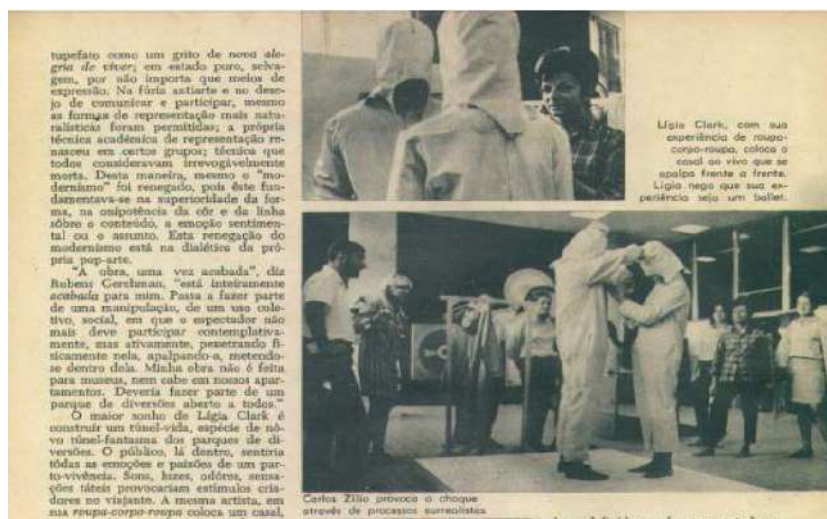 tupefato como um grito de nova ale-
gria de viver; em estado puro, selva-
gem, por não importa que meios de
expressão. Na fúria antiarte e no dese-
jo de comunicar e participar, mesmo
as formas de representação mais natu-
ralísticas foram permitidas; a própria
técnica acadêmica de representação re-
nasceu em certos grupos; técnica que
todos consideravam irrevogàvelmente
morta. Desta maneira, mesmo o "mo-
dernismo" foi renegado, pois êste fun-
damentava-se na superioridade da for-
ma, na onipotência da côr e da linha
sôbre o conteúdo, a emoção sentimen-
tal ou o assunto. Esta renegação do
modernismo está na dialética da pró-
pria pop-arte.
"A obra, uma vez acabada", diz
Rubens Gerchman, "está inteiramente
acabada para mim. Passa a fazer parte
de uma manipulação, de um uso cole-
tivo, social, em que o espectador não
mais deve participar contemplativa-
mente, mas ativamente, penetrando fì-
sicamente nela, apalpando-a, metendo-
se dentro dela. Minha obra não é feita
para museus, nem cabe em nossos apar-
tamentos. Deveria fazer parte de um
parque de diversões aberto a todos."
O maior sonho de Lígia Clark é
construir um túnel-vida, espécie de nô-
vo túnel-fantasma dos parques de di-
versões. O público, lá dentro, sentiria
tôdas as emoções e paixões de um par-
to-vivência. Sons, luzes, odôres, sensa-
ções táteis provocariam estímulos cria-
dores no viajante. A mesma artista, em
sua roupa-corpo-roupa coloca um casal,
Lígia Clark, com sua
experiência de roupa-
corpo-roupa, coloca o
casal ao vivo que se
apalpa frente a frente.
Lígia nega que sua ex-
periência seja um ballet.
Carlos Zílio provoca o choque
através de processos surrealistas